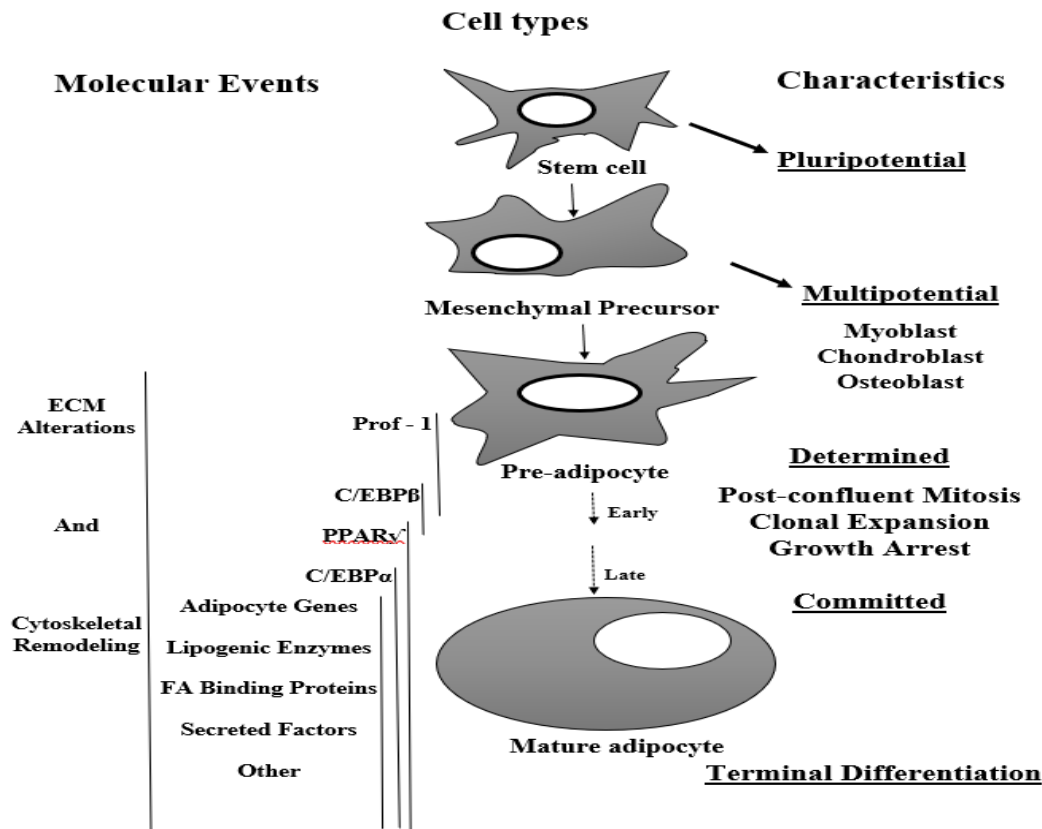 Cell types
Molecular Events
Characteristics
Stem cell
Pluripotential
Mesenchymal Precursor
Multipotential
Myoblast
Chondroblast
Osteoblast
ECM
Alterations
And
Cytoskeletal
Remodeling
Prof - 1
C/EBPβ
PPARγ
C/EBPα
Adipocyte Genes
Lipogenic Enzymes
FA Binding Proteins
Secreted Factors
Other
Pre-adipocyte
Early
Late
Mature adipocyte
Determined
Post-confluent Mitosis
Clonal Expansion
Growth Arrest
Committed
Terminal Differentiation